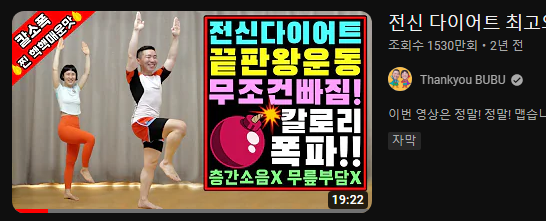 칼소폭
찐 핵핵매운맛
전신다이어트
끝판왕운동
무조건빠짐!
칼로리
폭파!!
층간소음X 무릎부담X
19:22
전신 다이어트 최고의
조회수 1530만회 • 2년 전
Thankyou BUBU
이번 영상은 정말! 정말! 맵습니
자막